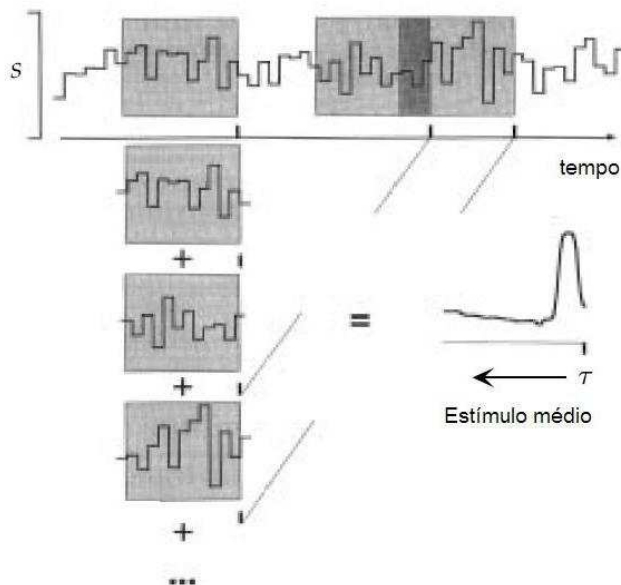 s
tempo
+
+
=
τ
Estímulo médio
+
...